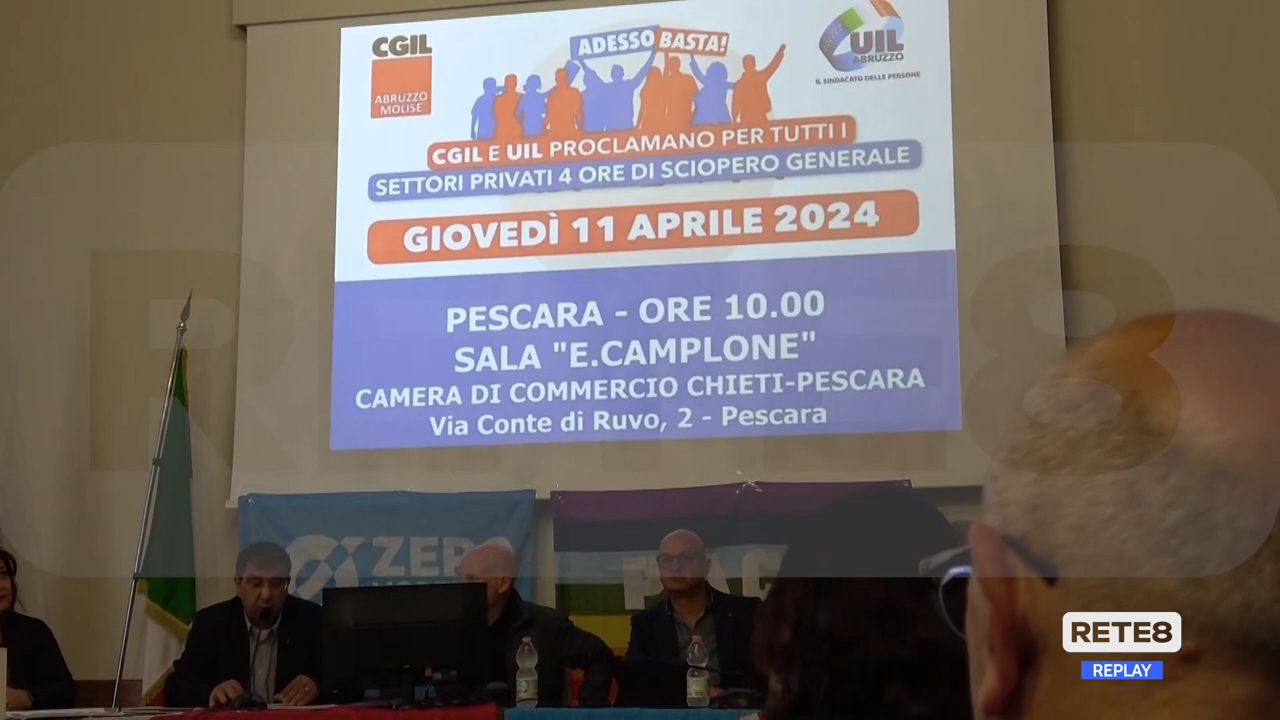 CGIL
ABRUZZO
MOLISE
ADESSO BASTA!
UIL
ABRUZZO
IL SINDACATO DELLE PERSONE
CGIL E UIL PROCLAMANO PER TUTTI I
SETTORI PRIVATI 4 ORE DI SCIOPERO GENERALE
GIOVEDÌ 11 APRILE 2024
PESCARA - ORE 10.00
SALA "E.CAMPLONE"
CAMERA DI COMMERCIO CHIETI-PESCARA
Via Conte di Ruvo, 2 - Pescara
ZERO
RETE8
RETE8
REPLAY